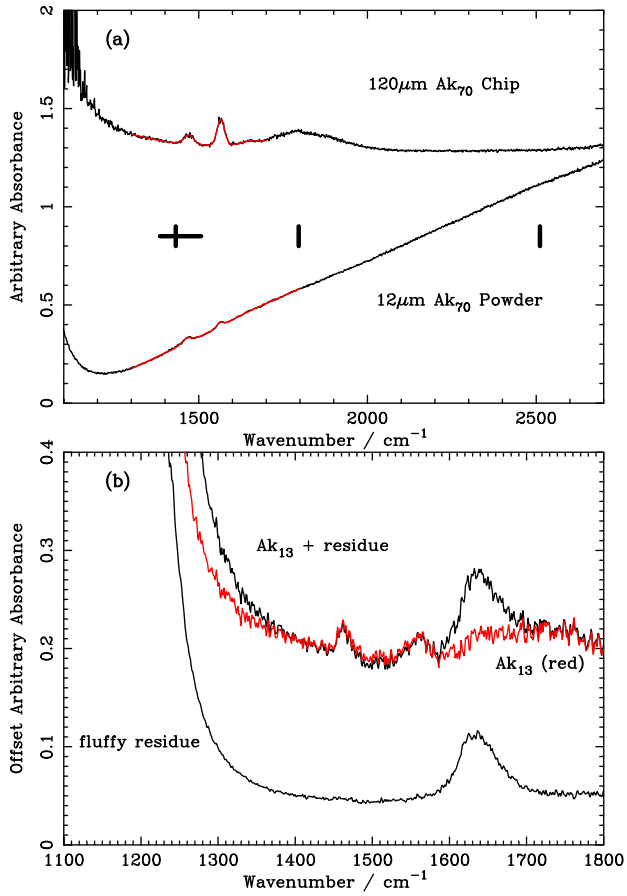 (a)
120μm Ak₇₀ Chip
12μm Ak₇₀ Powder
Arbitrary Absorbance
0
0.5
1
1.5
2
1500
2000
2500
Wavenumber / cm⁻¹
(b)
Ak₁₃ + residue
Ak₁₃ (red)
fluffy residue
Offset Arbitrary Absorbance
0
0.1
0.2
0.3
0.4
1100
1200
1300
1400
1500
1600
1700
1800
Wavenumber / cm⁻¹